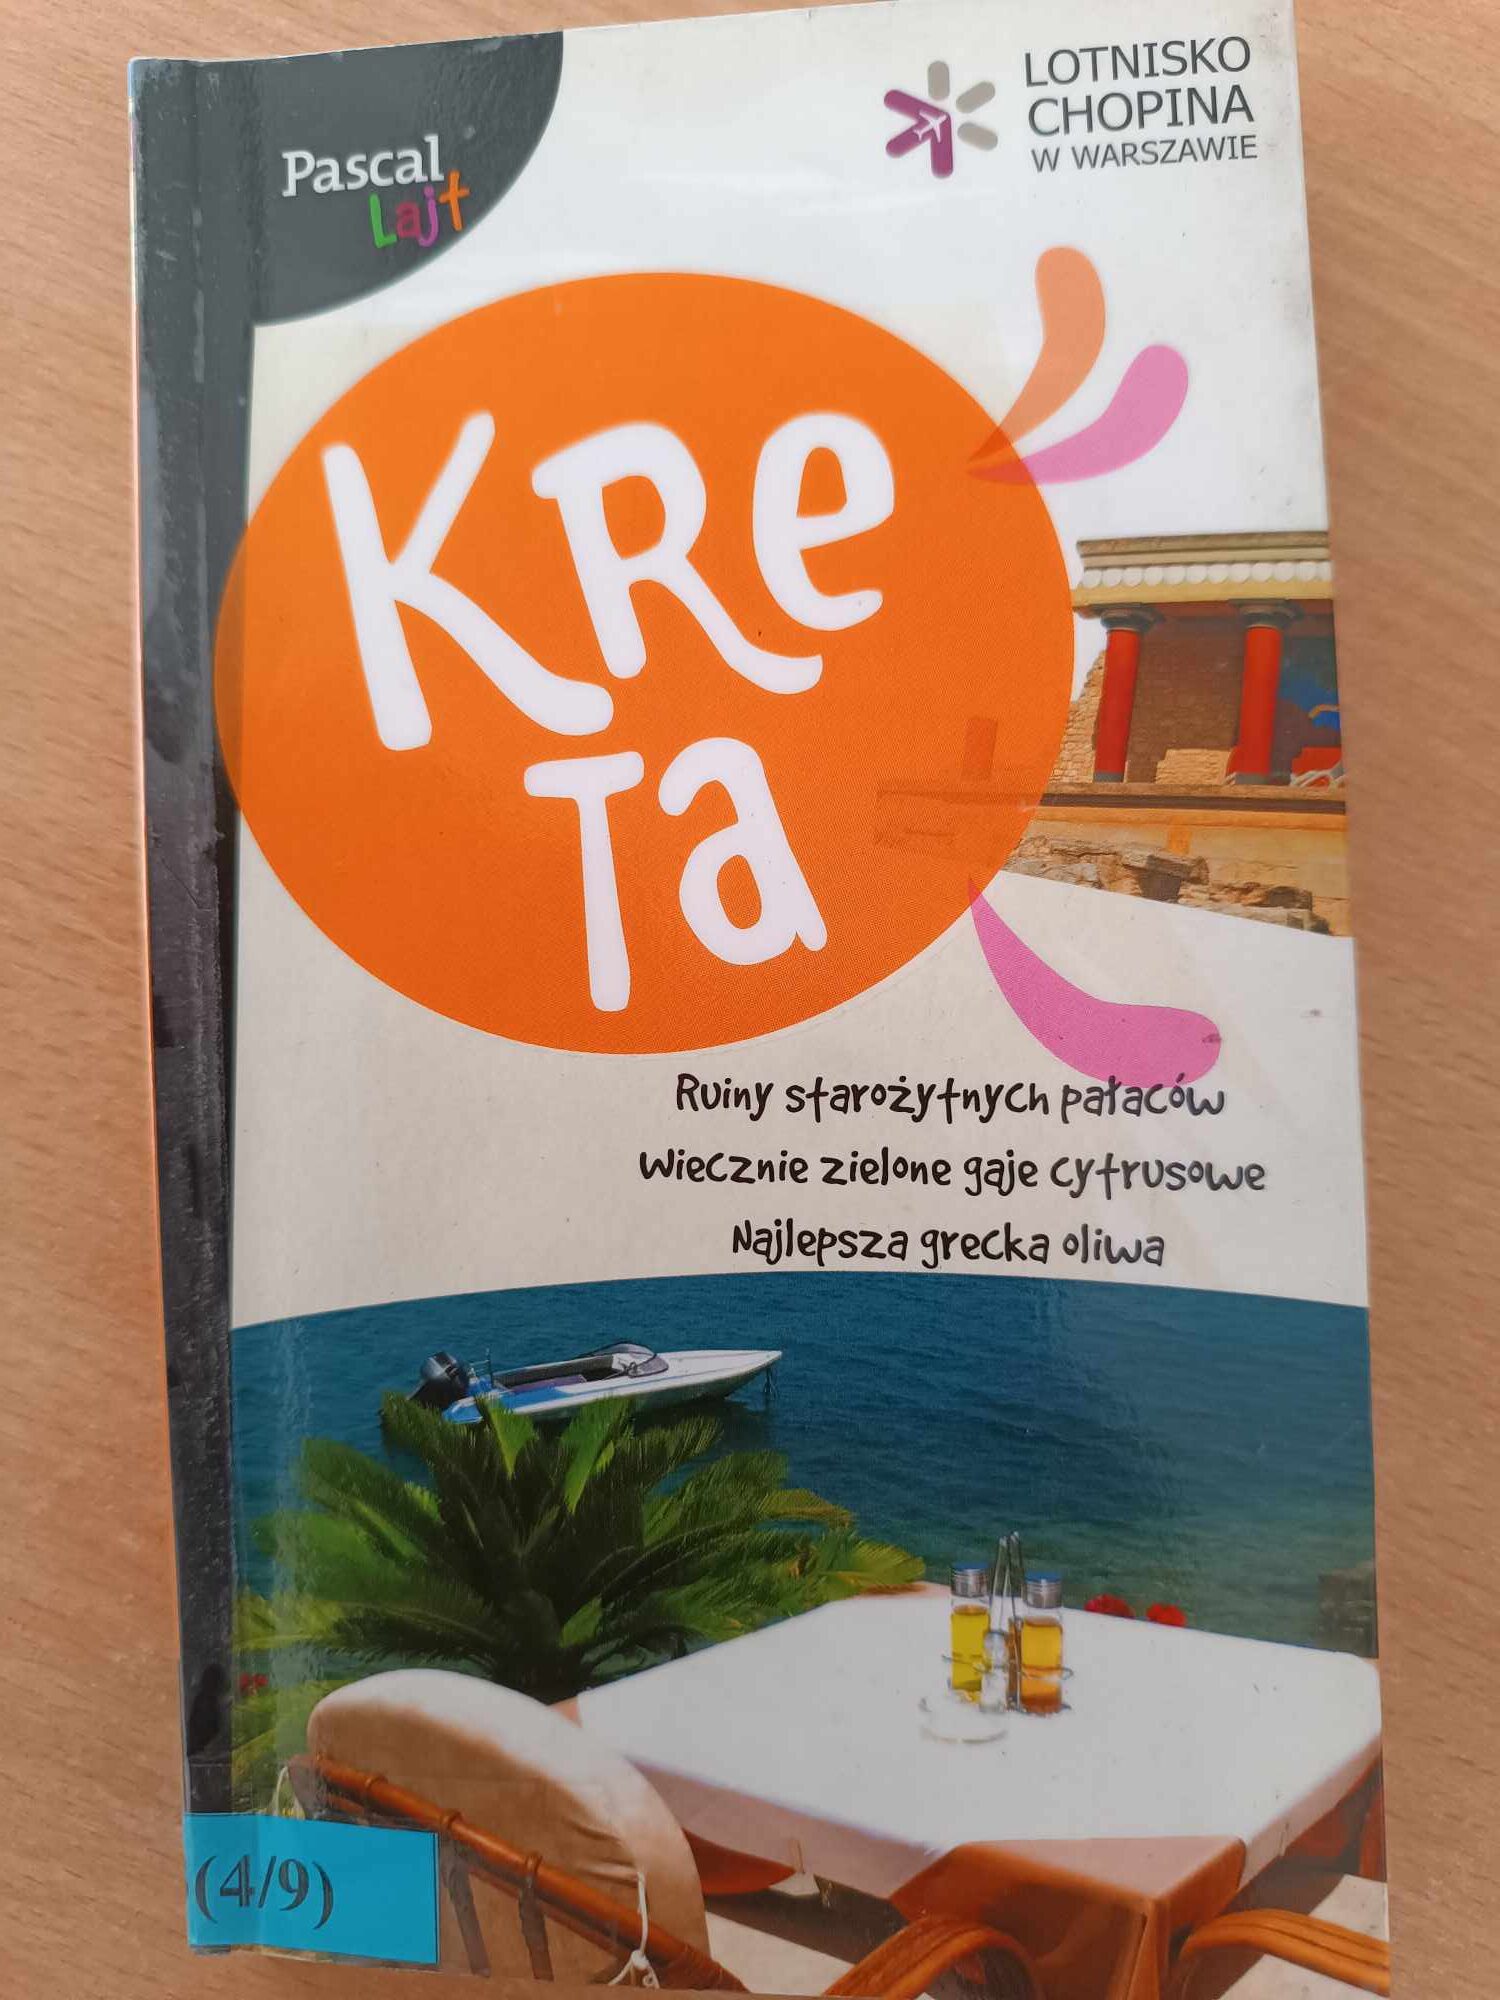 Pascal
Lajt
LOTNISKO
CHOPINA
W WARSZAWIE
KRe
Ta
Ruiny starożytnych pałaców
Wiecznie zielone gaje cytrusowe
Najlepsza grecka oliwa
(4/9)